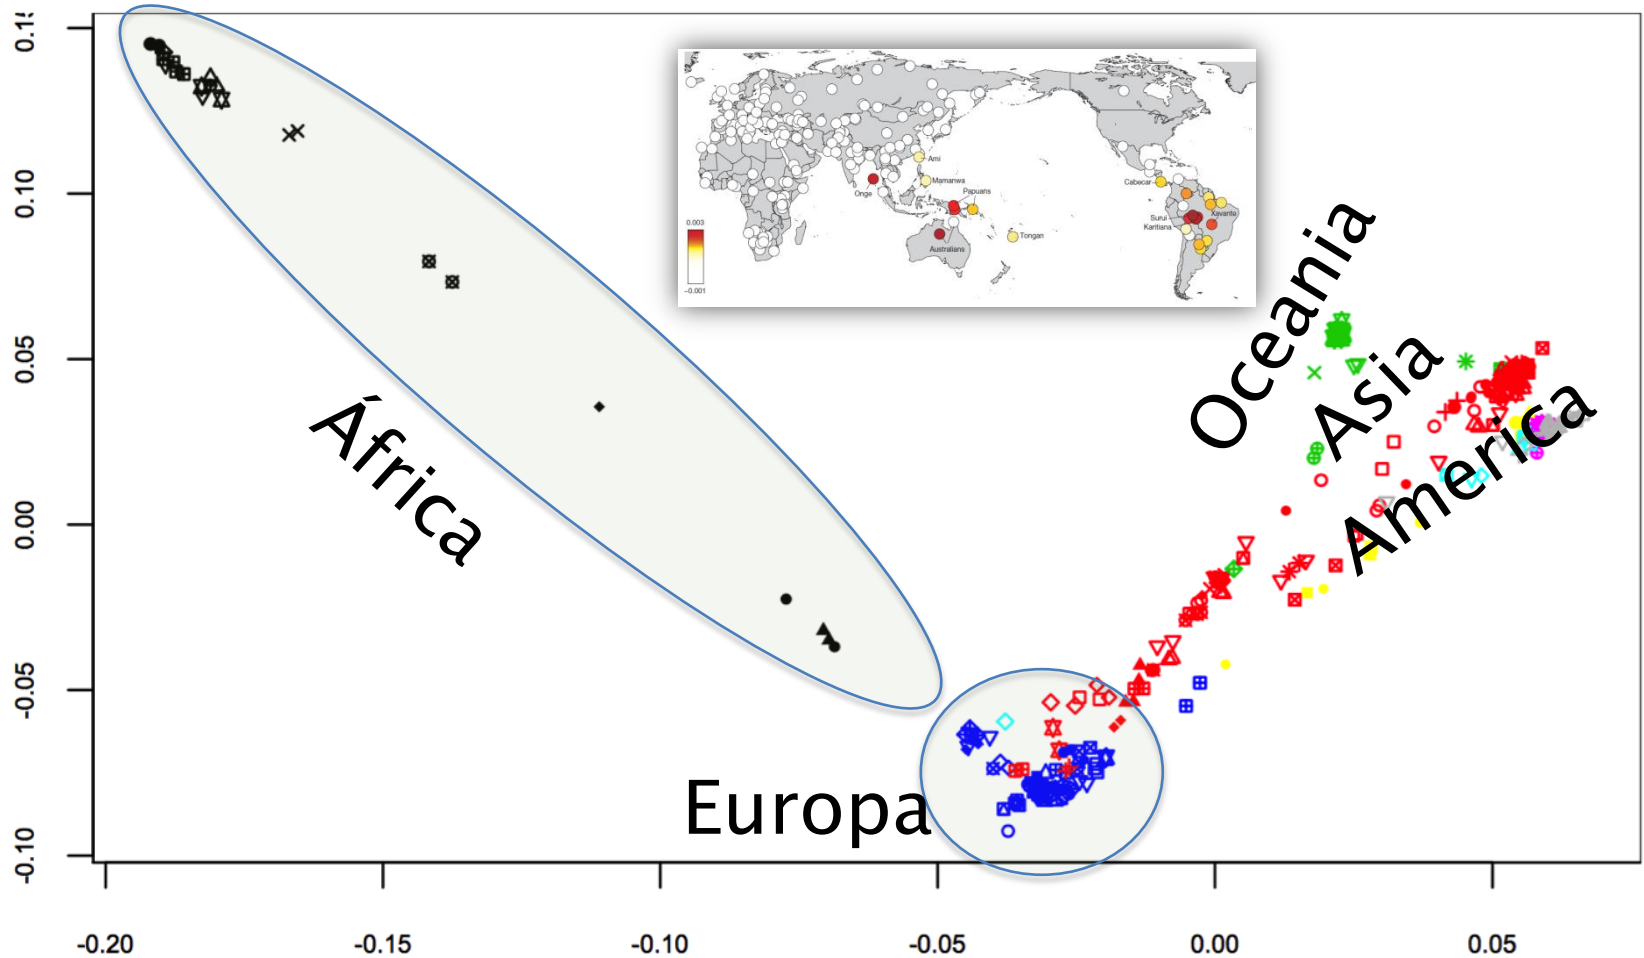 0.10
0.05
0.00
-0.05
-0.10
Ami
Mamanwa
Onge
Papuans
Australians
Tongan
Cabecar
Surui
Karitiana
Xavante
0.003
-0.001
Oceania
Asia
America
África
Europa
-0.20 -0.15 -0.10 -0.05 0.00 0.05